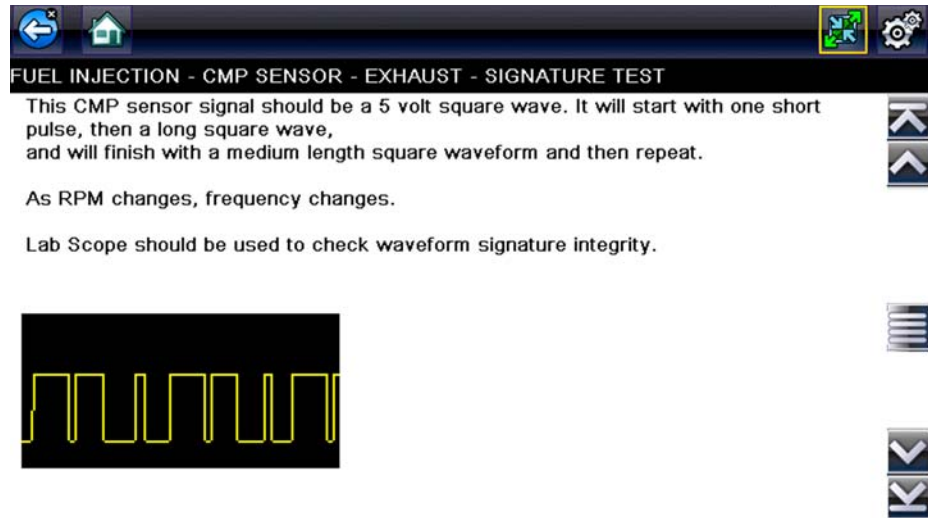 FUEL INJECTION - CMP SENSOR - EXHAUST - SIGNATURE TEST
This CMP sensor signal should be a 5 volt square wave. It will start with one short
pulse, then a long square wave,
and will finish with a medium length square waveform and then repeat.
As RPM changes, frequency changes.
Lab Scope should be used to check waveform signature integrity.